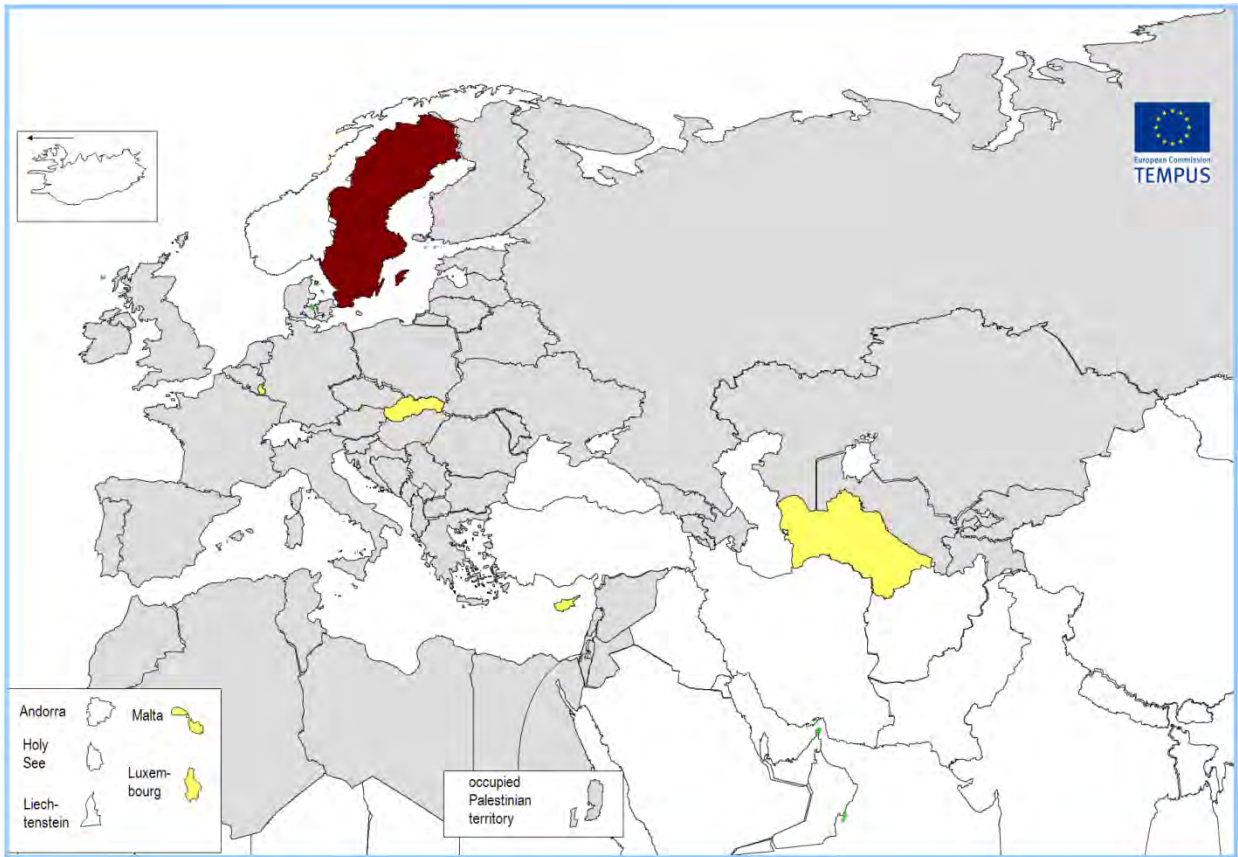 European Commission
TEMPUS
Andorra
Malta
Holy
See
Luxem-
bourg
Liech-
tenstein
occupied
Palestinian
territory